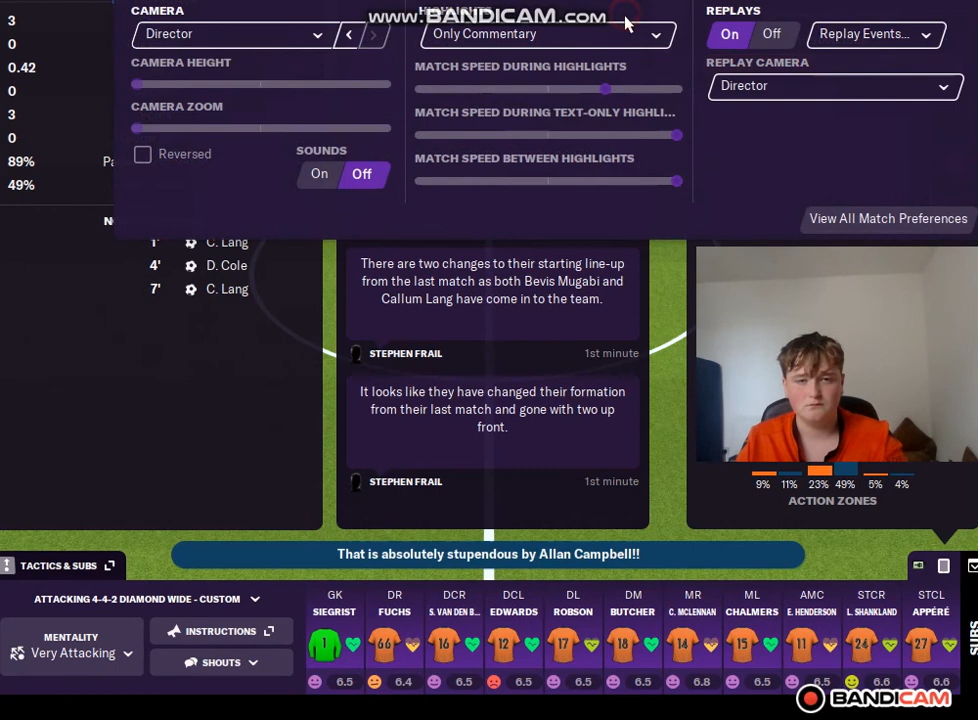 www.BANDICAM.com
3
0
0.42
0
3
0
89%
49%
Pa
CAMERA
Director
CAMERA HEIGHT
CAMERA ZOOM
Reversed
SOUNDS
On Off
Only Commentary
MATCH SPEED DURING HIGHLIGHTS
MATCH SPEED DURING TEXT-ONLY HIGHLI...
MATCH SPEED BETWEEN HIGHLIGHTS
REPLAYS
On Off Replay Events...
REPLAY CAMERA
Director
View All Match Preferences
1' C. Lang
4' D. Cole
7' C. Lang
There are two changes to their starting line-up
from the last match as both Bevis Mugabi and
Callum Lang have come in to the team.
STEPHEN FRAIL 1st minute
It looks like they have changed their formation
from their last match and gone with two up
front.
STEPHEN FRAIL 1st minute
9% 11% 23% 49% 5% 4%
ACTION ZONES
That is absolutely stupendous by Allan Campbell!!
TACTICS & SUBS
ATTACKING 4-4-2 DIAMOND WIDE - CUSTOM
MENTALITY
Very Attacking
INSTRUCTIONS
SHOUTS
GK DR DCR DCL DL DM MR ML AMC STCR STCL
SIEGRIST FUCHS S. VAN DEN B... EDWARDS ROBSON BUTCHER C. MCLENNAN CHALMERS E. HENDERSON L. SHANKLAND APPÉRÉ
1 66 16 12 17 18 14 15 11 24 27
6.5 6.4 6.5 6.5 6.5 6.5 6.8 6.5 6.5 6.6 6.6
SUBS
BANDICAM